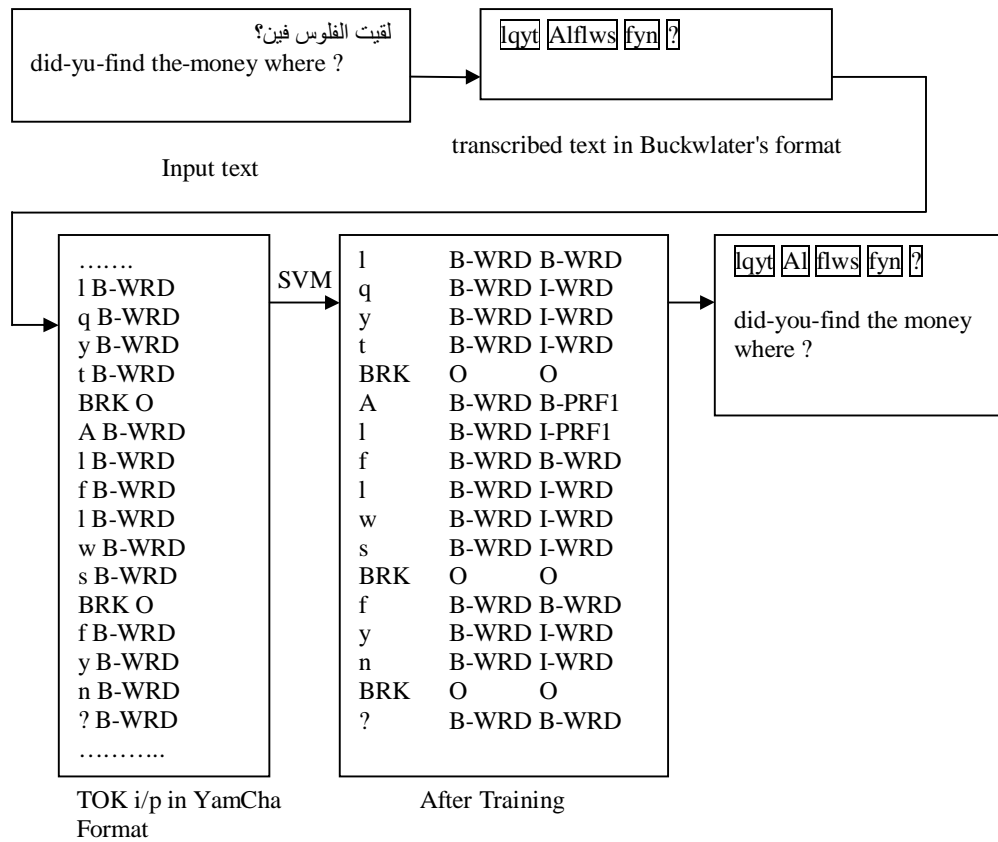 لقيت الفلوس فين؟
did-yu-find the-money where ?
Input text
lqyt Alflws fyn ?
transcribed text in Buckwlater's format
…….
l B-WRD
q B-WRD
y B-WRD
t B-WRD
BRK O
A B-WRD
l B-WRD
f B-WRD
l B-WRD
w B-WRD
s B-WRD
BRK O
f B-WRD
y B-WRD
n B-WRD
? B-WRD
………..
TOK i/p in YamCha
Format
SVM
l B-WRD B-WRD
q B-WRD I-WRD
y B-WRD I-WRD
t B-WRD I-WRD
BRK O O
A B-WRD B-PRF1
l B-WRD I-PRF1
f B-WRD B-WRD
l B-WRD I-WRD
w B-WRD I-WRD
s B-WRD I-WRD
BRK O O
f B-WRD B-WRD
y B-WRD I-WRD
n B-WRD I-WRD
BRK O O
? B-WRD B-WRD
After Training
lqyt Al flws fyn ?
did-you-find the money
where ?